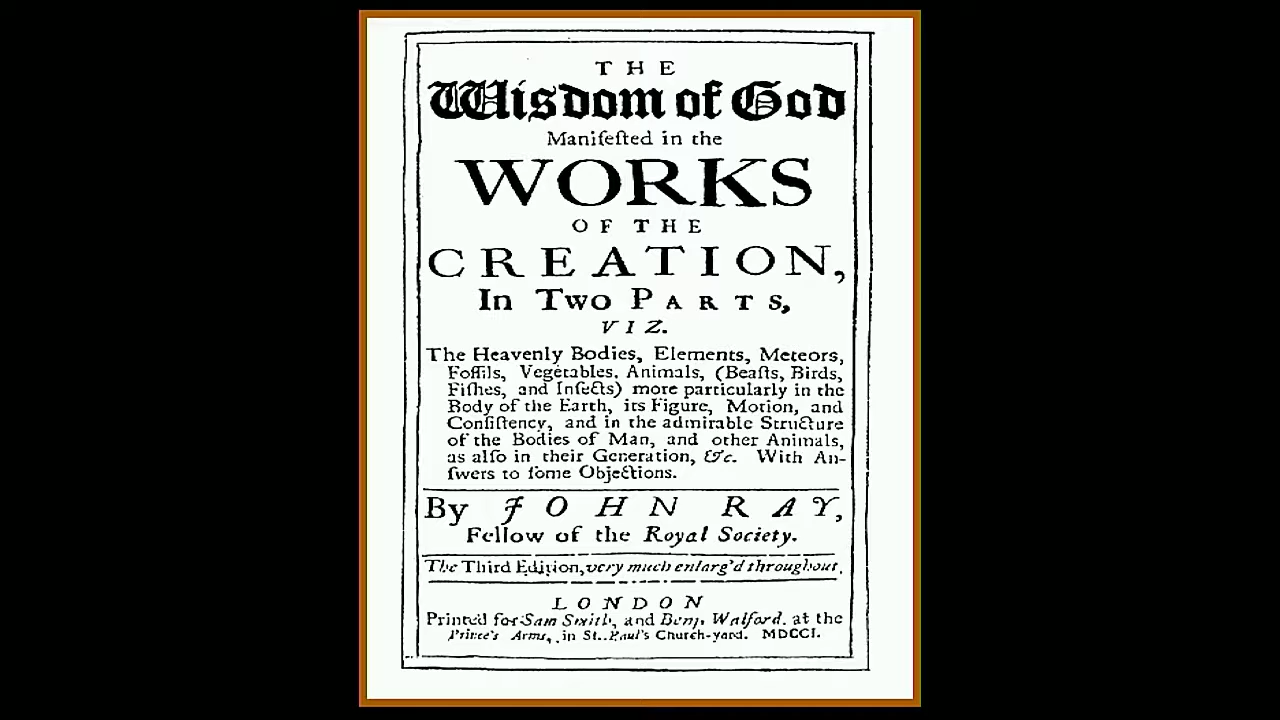 THE
Wisdom of God
Manifeſted in the
WORKS
OF THE
CREATION,
In Two PARTS,
VIZ.
The Heavenly Bodies, Elements, Meteors,
Foſſils, Vegetables, Animals, (Beaſts, Birds,
Fiſhes, and Inſects) more particularly in the
Body of the Earth, its Figure, Motion, and
Conſiſtency, and in the admirable Structure
of the Bodies of Man, and other Animals,
as alſo in their Generation, &c. With An-
ſwers to ſome Objections.
By JOHN RAY,
Fellow of the Royal Society.
The Third Edition, very much enlarg'd throughout.
LONDON
Printed for Sam Smith, and Benj. Walford. at the
Prince's Arms, in St. Paul's Church-yard. MDCCI.